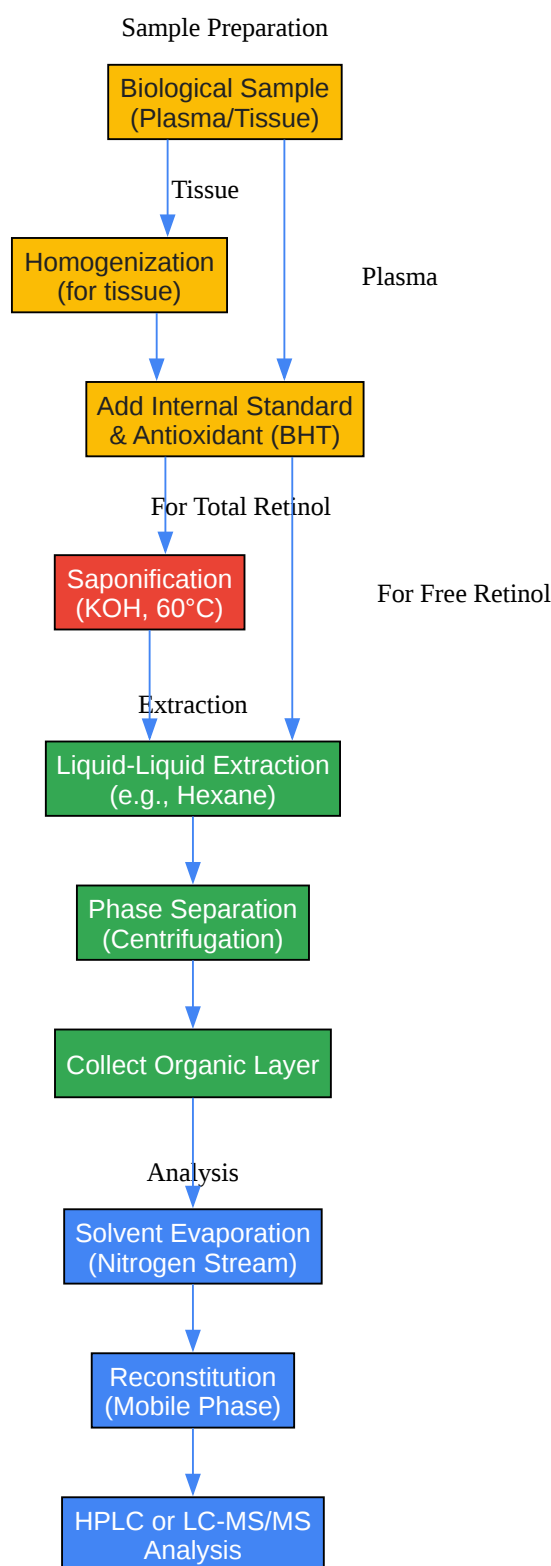 Sample Preparation
Biological Sample
(Plasma/Tissue)
Tissue
Homogenization
(for tissue)
Plasma
Add Internal Standard
& Antioxidant (BHT)
For Total Retinol
Saponification
(KOH, 60°C)
For Free Retinol
Extraction
Liquid-Liquid Extraction
(e.g., Hexane)
Phase Separation
(Centrifugation)
Collect Organic Layer
Analysis
Solvent Evaporation
(Nitrogen Stream)
Reconstitution
(Mobile Phase)
HPLC or LC-MS/MS
Analysis